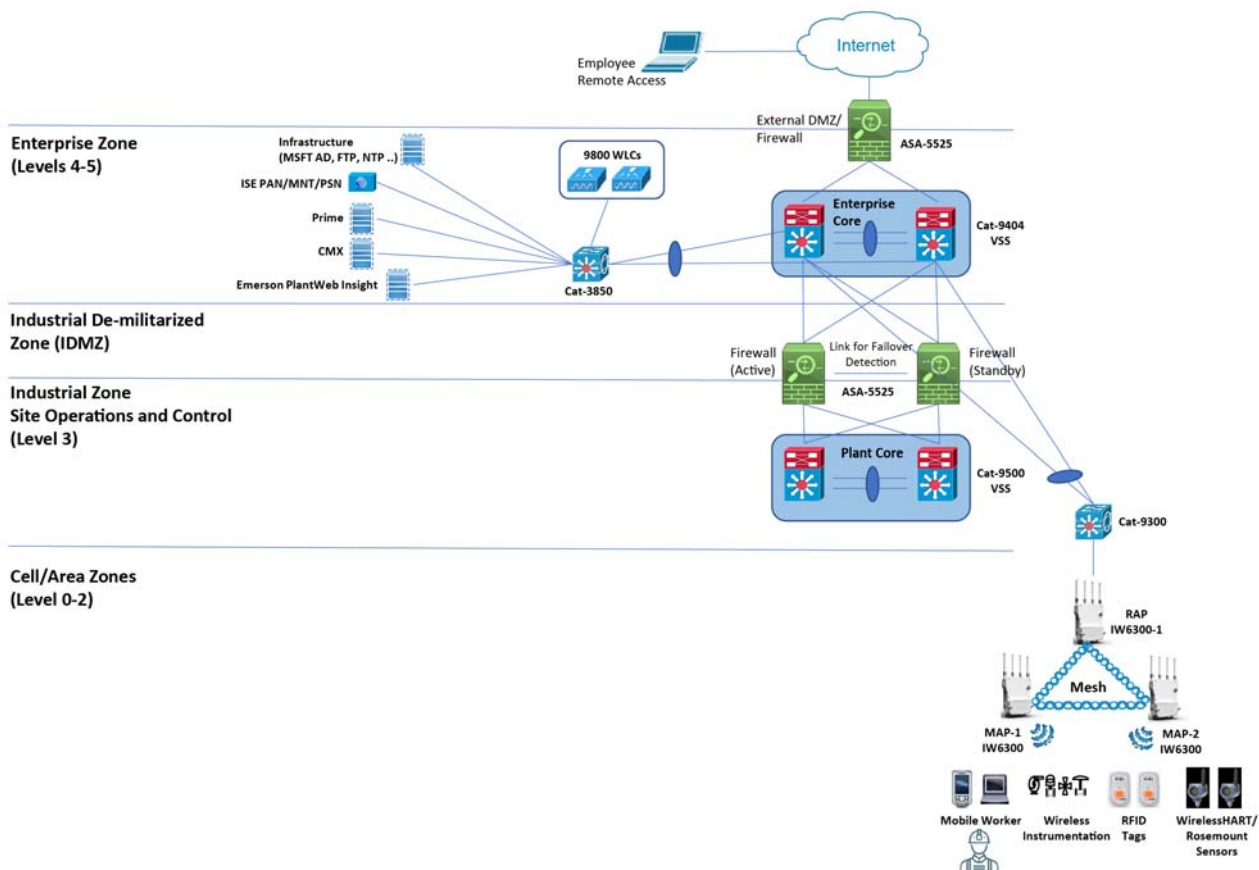 Internet
Employee
Remote Access
External DMZ/
Firewall
ASA-5525
Enterprise Zone
(Levels 4-5)
Infrastructure
(MSFT AD, FTP, NTP ..)
ISE PAN/MNT/PSN
Prime
CMX
Emerson PlantWeb Insight
9800 WLCs
Cat-3850
Enterprise
Core
Cat-9404
VSS
Industrial De-militarized
Zone (IDMZ)
Firewall
(Active)
Link for Failover
Detection
Firewall
(Standby)
ASA-5525
Industrial Zone
Site Operations and Control
(Level 3)
Plant Core
Cat-9500
VSS
Cat-9300
Cell/Area Zones
(Level 0-2)
RAP
IW6300-1
Mesh
MAP-1
IW6300
MAP-2
IW6300
Mobile Worker
Wireless
Instrumentation
RFID
Tags
WirelessHART/
Rosemount
Sensors